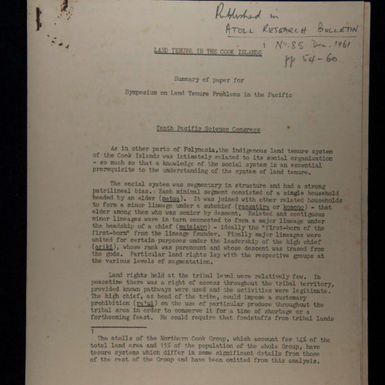 Published in
ATOLL RESEARCH BULLETIN
No. 85 Dec. 1961
pp 54-60
LAND TENURE IN THE COOK ISLANDS
1
Summary of paper for
Symposium on Land Tenure Problems in the Pacific
Tenth Pacific Science Congress
As in other parts of Polynesia, the indigenous land tenure system
of the Cook Islands was intimately related to its social organization
- so much so that a knowledge of the social system is an essential
prerequisite to the understanding of the system of land tenure.
The social system was segmentary in structure and had a strong
patrilineal bias. Each minimal segment consisted of a single household
headed by an elder (metua). It was joined with other related households
to form a minor lineage under a subchief (rangatira or komono) - that
elder among them who was senior by descent. Related and contiguous
minor lineages were in turn connected to form a major lineage under
the headship of a chief (mataiapo) - ideally the "first-born of the
first-born" from the lineage founder. Finally major lineages were
united for certain purposes under the leadership of the high chief
(ariki), whose rank was paramount and whose descent was traced from
the gods. Particular land rights lay with the respective groups at
the various levels of segmentation.
Land rights held at the tribal level were relatively few. In
peacetime there was a right of access throughout the tribal territory,
provided known pathways were used and the activities were legitimate.
The high chief, as head of the tribe, could impose a customary
prohibition (ra'ui) on the use of particular produce throughout the
tribal area in order to conserve it for a time of shortage or a
forthcoming feast. He could require foodstuffs from tribal lands
1
The atolls of the Northern Cook Group, which account for 14% of the
total land area and 15% of the population of the whole Group, have
tenure systems which differ in some significant details from those
of the rest of the Group and have been omitted from this analysis.